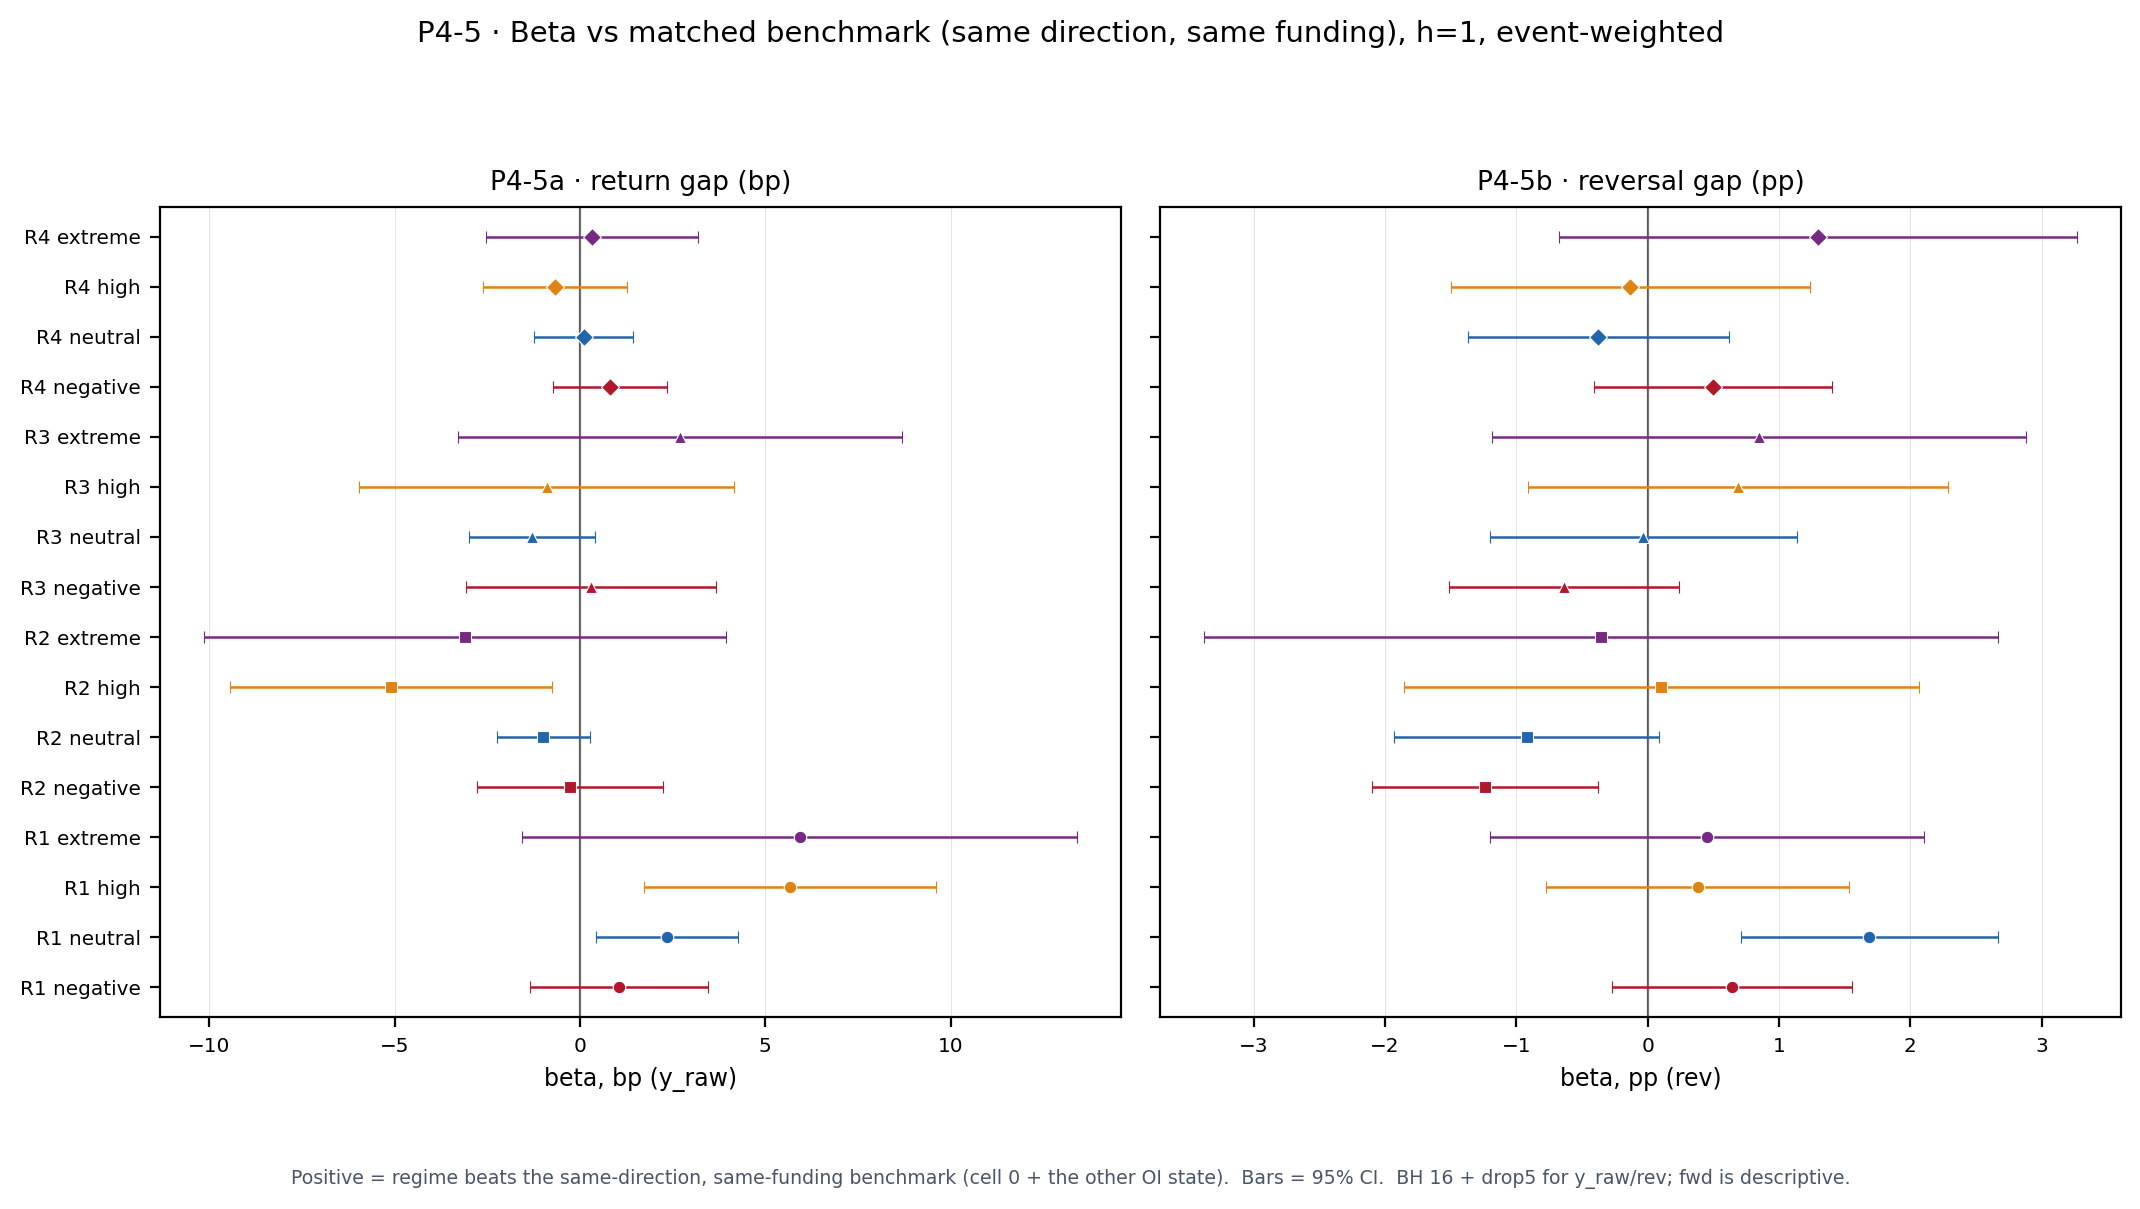 P4-5 · Beta vs matched benchmark (same direction, same funding), h=1, event-weighted
P4-5a · return gap (bp)
R4 extreme
R4 high
R4 neutral
R4 negative
R3 extreme
R3 high
R3 neutral
R3 negative
R2 extreme
R2 high
R2 neutral
R2 negative
R1 extreme
R1 high
R1 neutral
R1 negative
−10 −5 0 5 10
beta, bp (y_raw)
P4-5b · reversal gap (pp)
−3 −2 −1 0 1 2 3
beta, pp (rev)
Positive = regime beats the same-direction, same-funding benchmark (cell 0 + the other OI state).  Bars = 95% CI.  BH 16 + drop5 for y_raw/rev; fwd is descriptive.